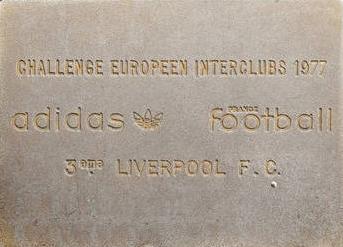 CHALLENGE EUROPEEN INTERCLUBS 1977
adidas FRANCE football
3ème LIVERPOOL F. C.